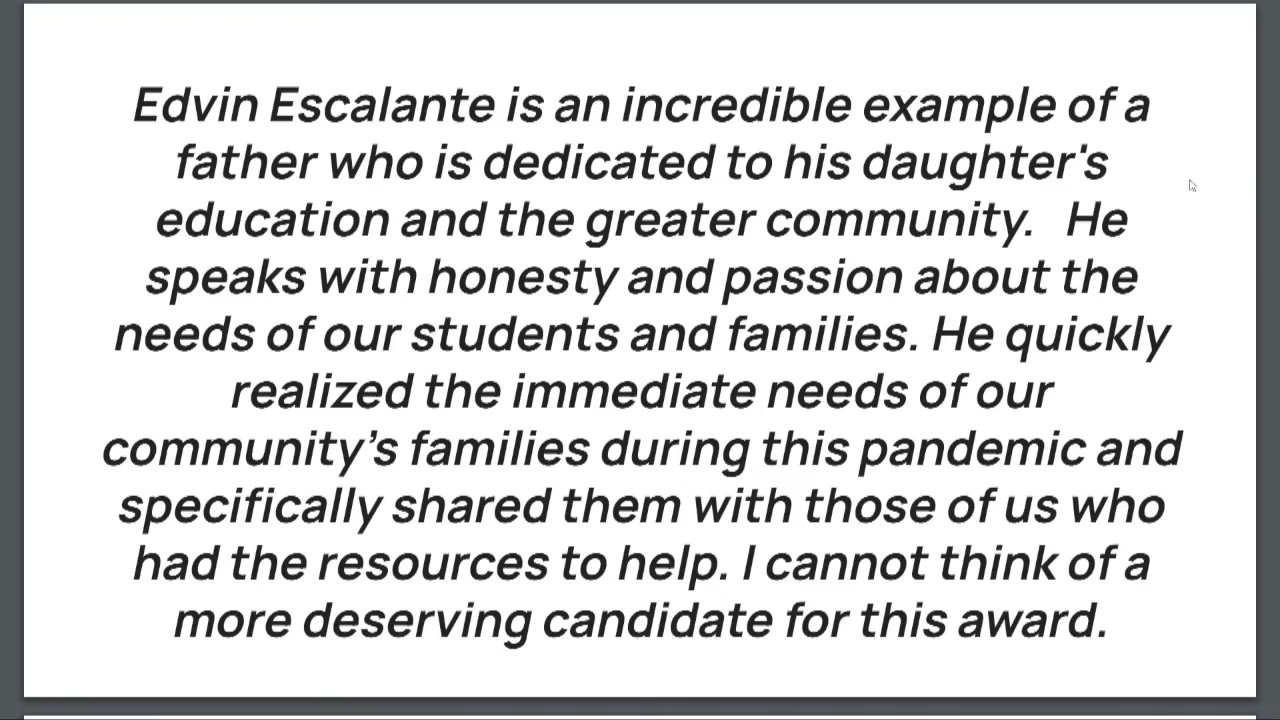 Edvin Escalante is an incredible example of a
father who is dedicated to his daughter's
education and the greater community.   He
speaks with honesty and passion about the
needs of our students and families. He quickly
realized the immediate needs of our
community’s families during this pandemic and
specifically shared them with those of us who
had the resources to help. I cannot think of a
more deserving candidate for this award.